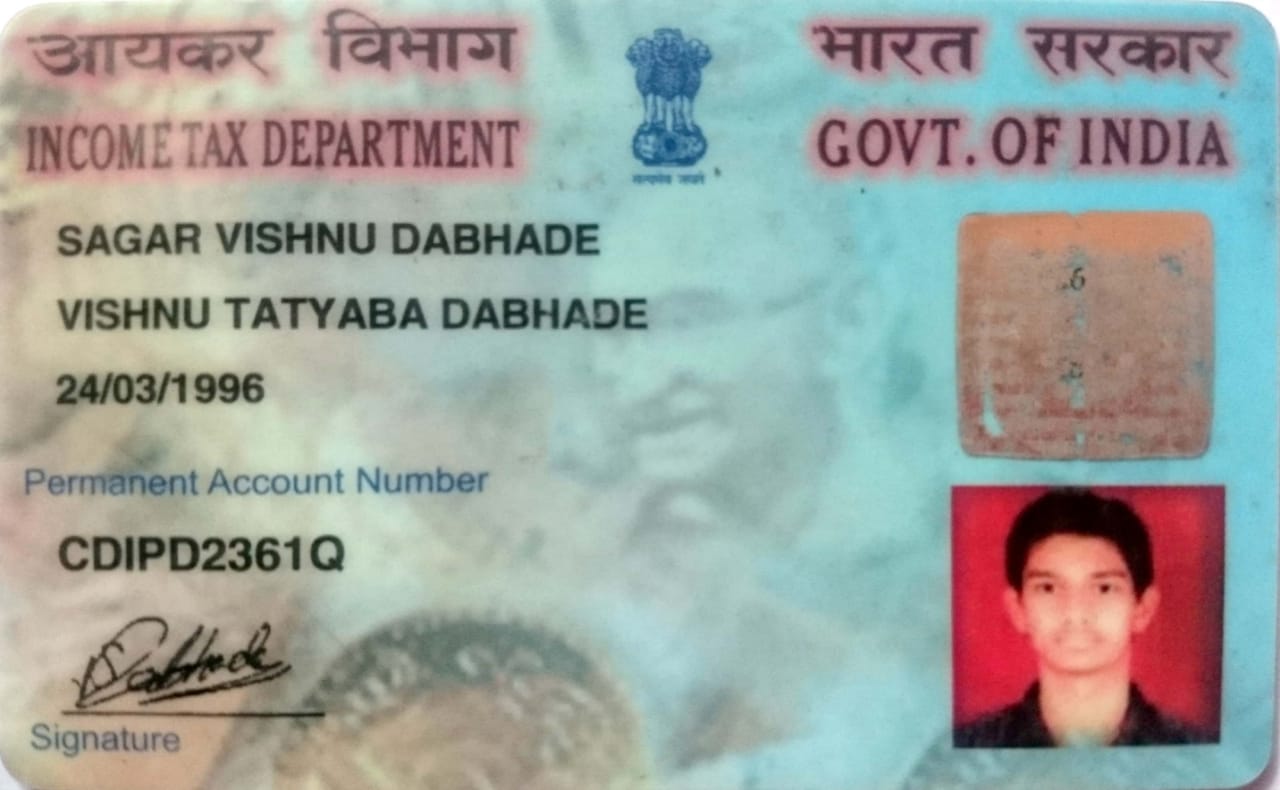 आयकर विभाग
INCOME TAX DEPARTMENT
भारत सरकार
GOVT. OF INDIA
सत्यमेव जयते
SAGAR VISHNU DABHADE
VISHNU TATYABA DABHADE
24/03/1996
Permanent Account Number
CDIPD2361Q
SDabhade
Signature